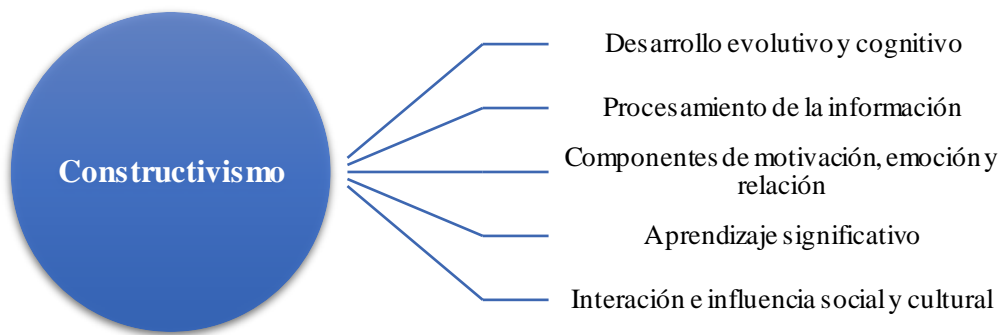 Constructivismo
Desarrollo evolutivo y cognitivo
Procesamiento de la información
Componentes de motivación, emoción y
relación
Aprendizaje significativo
Interación e influencia social y cultural